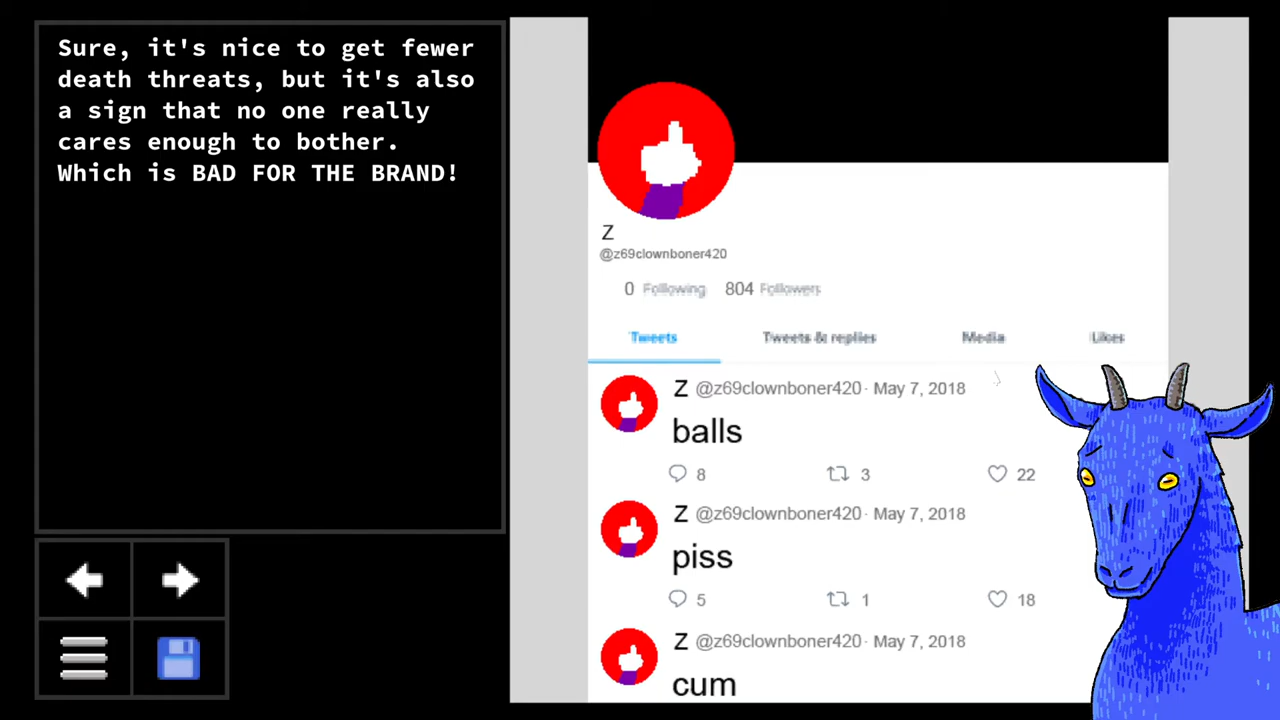 Sure, it's nice to get fewer
death threats, but it's also
a sign that no one really
cares enough to bother.
Which is BAD FOR THE BRAND!
Z
@z69clownboner420
0 Following 804 Followers
Tweets Tweets & replies Media Likes
Z @z69clownboner420 · May 7, 2018
balls
8 3 22
Z @z69clownboner420 · May 7, 2018
piss
5 1 18
Z @z69clownboner420 · May 7, 2018
cum